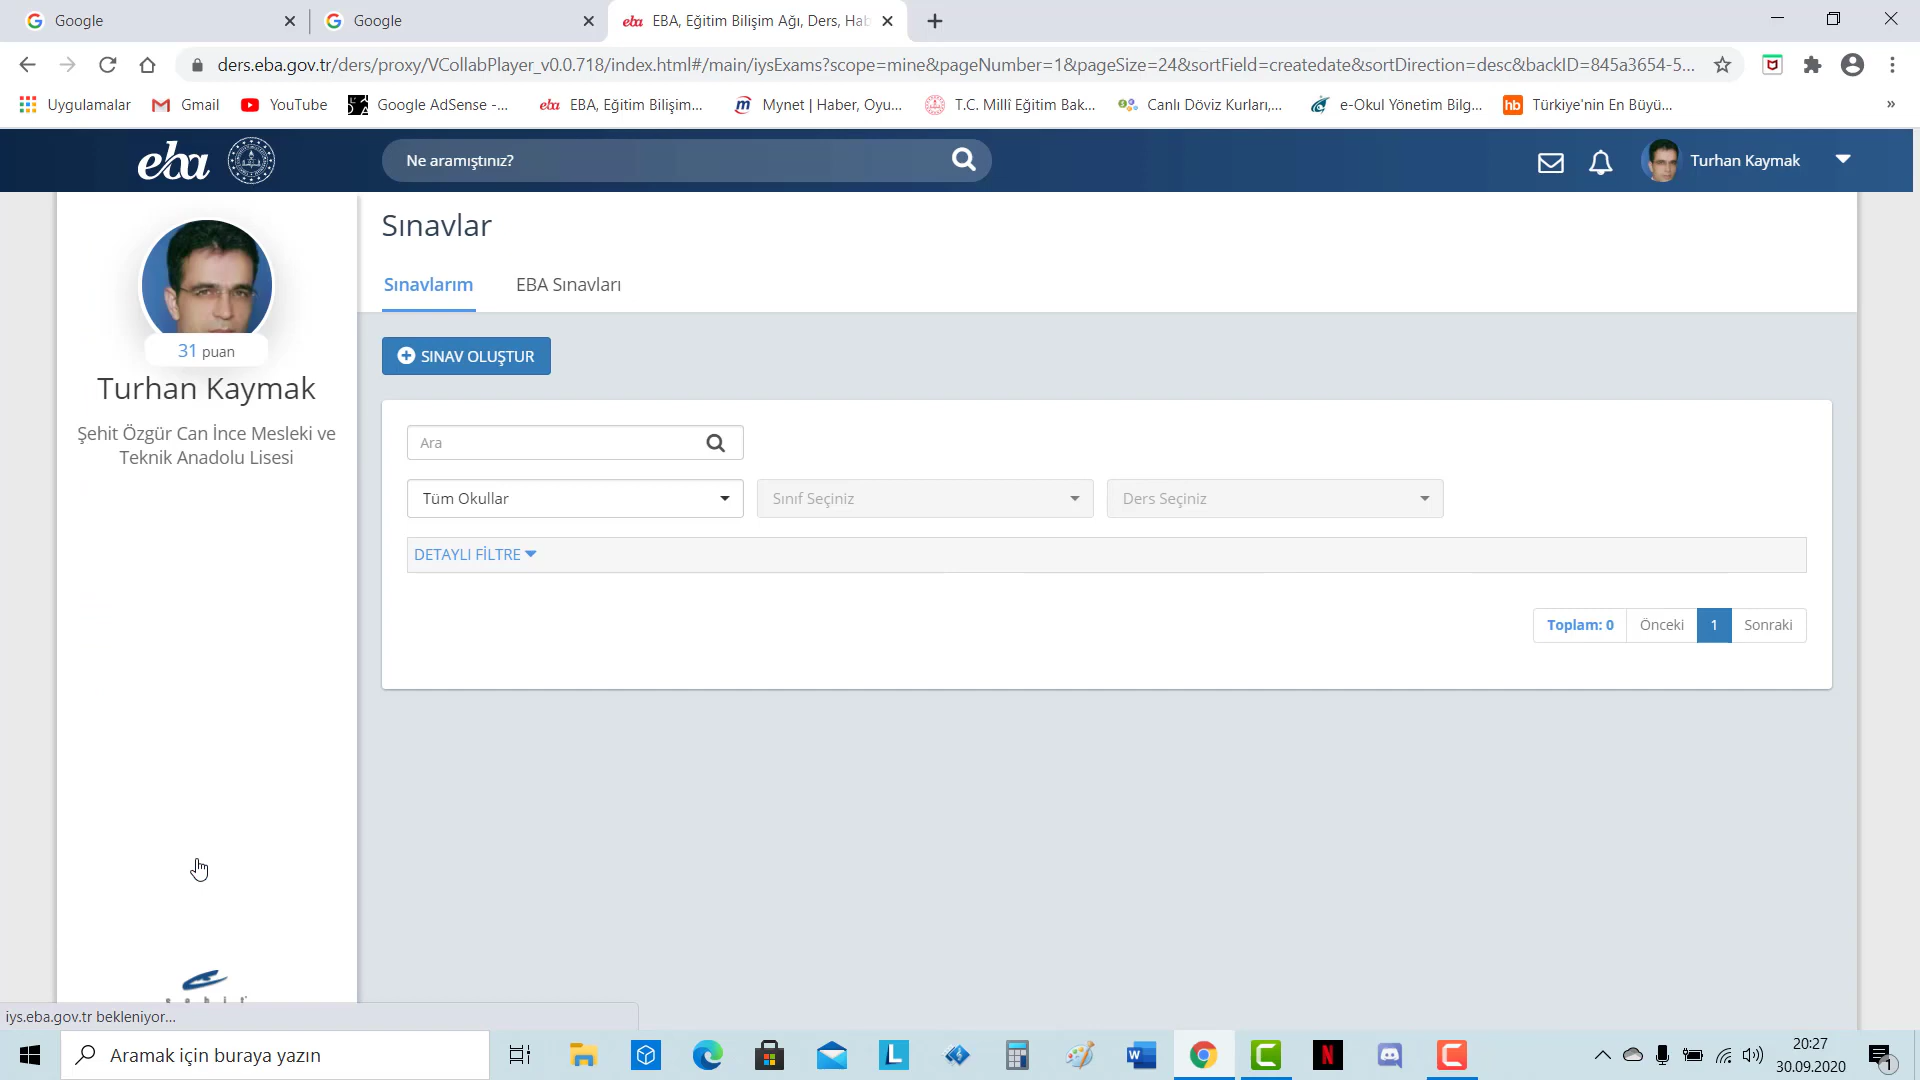 Google
Google
eba EBA, Eğitim Bilişim Ağı, Ders, Hab
ders.eba.gov.tr/ders/proxy/VCollabPlayer_v0.0.718/index.html#/main/iysExams?scope=mine&pageNumber=1&pageSize=24&sortField=createdate&sortDirection=desc&backID=845a3654-5...
Uygulamalar
Gmail
YouTube
Google AdSense -...
eba EBA, Eğitim Bilişim...
m Mynet | Haber, Oyu...
T.C. Millî Eğitim Bak...
Canlı Döviz Kurları,...
e-Okul Yönetim Bilg...
hb Türkiye'nin En Büyü...
»
eba
Ne aramıştınız?
Turhan Kaymak
31 puan
Turhan Kaymak
Şehit Özgür Can İnce Mesleki ve
Teknik Anadolu Lisesi
Sınavlar
Sınavlarım
EBA Sınavları
SINAV OLUŞTUR
Ara
Tüm Okullar
Sınıf Seçiniz
Ders Seçiniz
DETAYLI FİLTRE
Toplam: 0
Önceki
1
Sonraki
iys.eba.gov.tr bekleniyor...
Aramak için buraya yazın
L
W
N
20:27
30.09.2020
1